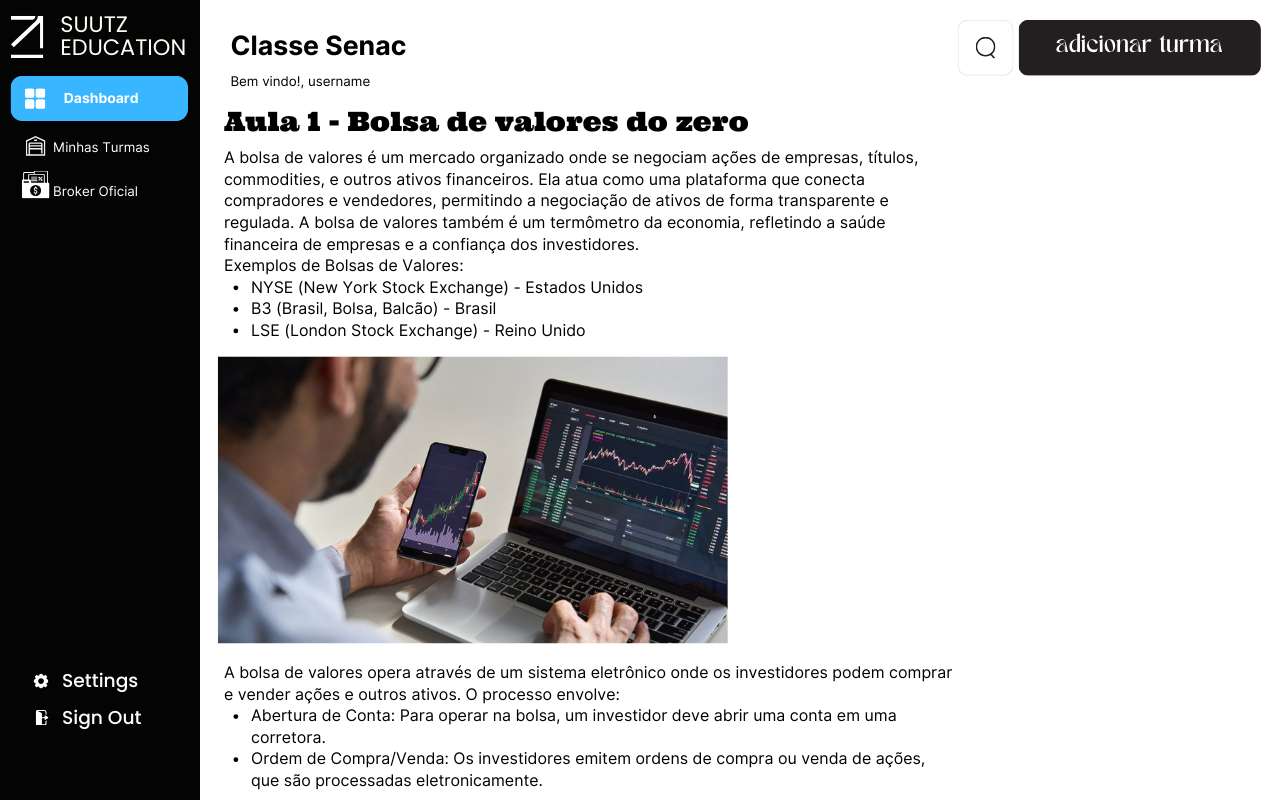 SUUTZ
EDUCATION
Dashboard
Minhas Turmas
Broker Oficial
Settings
Sign Out
Classe Senac
Bem vindo!, username
adicionar turma
Aula 1 - Bolsa de valores do zero
A bolsa de valores é um mercado organizado onde se negociam ações de empresas, títulos,
commodities, e outros ativos financeiros. Ela atua como uma plataforma que conecta
compradores e vendedores, permitindo a negociação de ativos de forma transparente e
regulada. A bolsa de valores também é um termômetro da economia, refletindo a saúde
financeira de empresas e a confiança dos investidores.
Exemplos de Bolsas de Valores:
• NYSE (New York Stock Exchange) - Estados Unidos
• B3 (Brasil, Bolsa, Balcão) - Brasil
• LSE (London Stock Exchange) - Reino Unido
A bolsa de valores opera através de um sistema eletrônico onde os investidores podem comprar
e vender ações e outros ativos. O processo envolve:
• Abertura de Conta: Para operar na bolsa, um investidor deve abrir uma conta em uma
corretora.
• Ordem de Compra/Venda: Os investidores emitem ordens de compra ou venda de ações,
que são processadas eletronicamente.